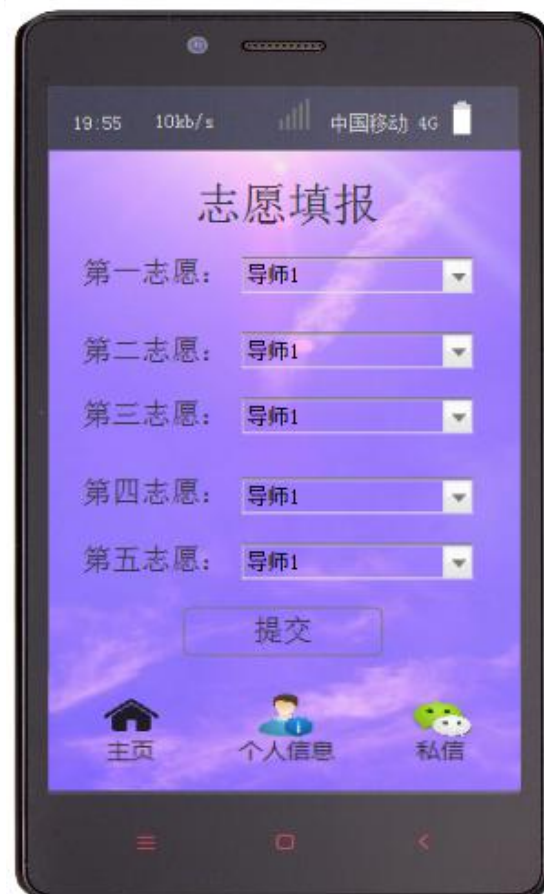 19:55 10kb/s 中国移动 4G
志愿填报
第一志愿： 导师1
第二志愿： 导师1
第三志愿： 导师1
第四志愿： 导师1
第五志愿： 导师1
提交
主页 个人信息 私信